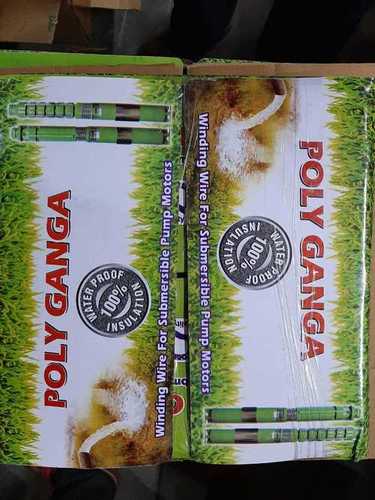 POLY GANGA
WATER PROOF
100%
INSULATION
Winding Wire For Submersible Pump Motors
POLY GANGA
WATER PROOF
100%
INSULATION
Winding Wire For Submersible Pump Motors